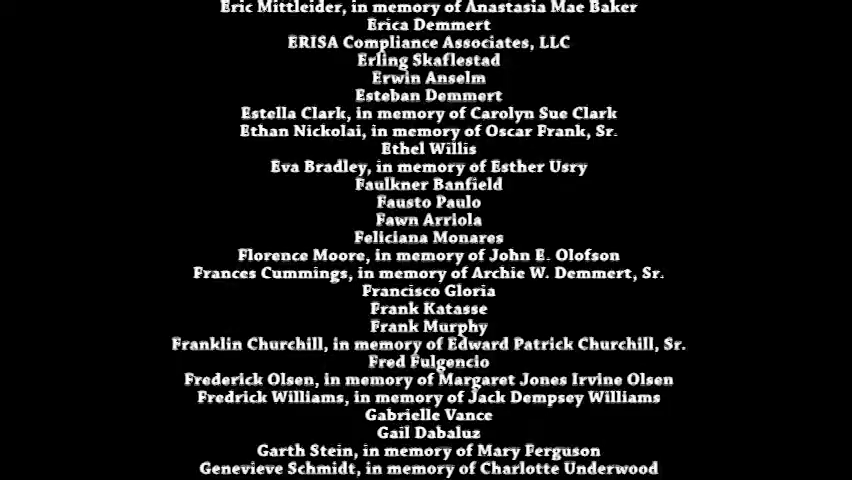 Eric Mittleider, in memory of Anastasia Mae Baker
Erica Demmert
ERISA Compliance Associates, LLC
Erling Skaflestad
Erwin Anselm
Esteban Demmert
Estella Clark, in memory of Carolyn Sue Clark
Ethan Nickolai, in memory of Oscar Frank, Sr.
Ethel Willis
Eva Bradley, in memory of Esther Usry
Faulkner Banfield
Fausto Paulo
Fawn Arriola
Feliciana Monares
Florence Moore, in memory of John E. Olofson
Frances Cummings, in memory of Archie W. Demmert, Sr.
Francisco Gloria
Frank Katasse
Frank Murphy
Franklin Churchill, in memory of Edward Patrick Churchill, Sr.
Fred Fulgencio
Frederick Olsen, in memory of Margaret Jones Irvine Olsen
Fredrick Williams, in memory of Jack Dempsey Williams
Gabrielle Vance
Gail Dabaluz
Garth Stein, in memory of Mary Ferguson
Genevieve Schmidt, in memory of Charlotte Underwood